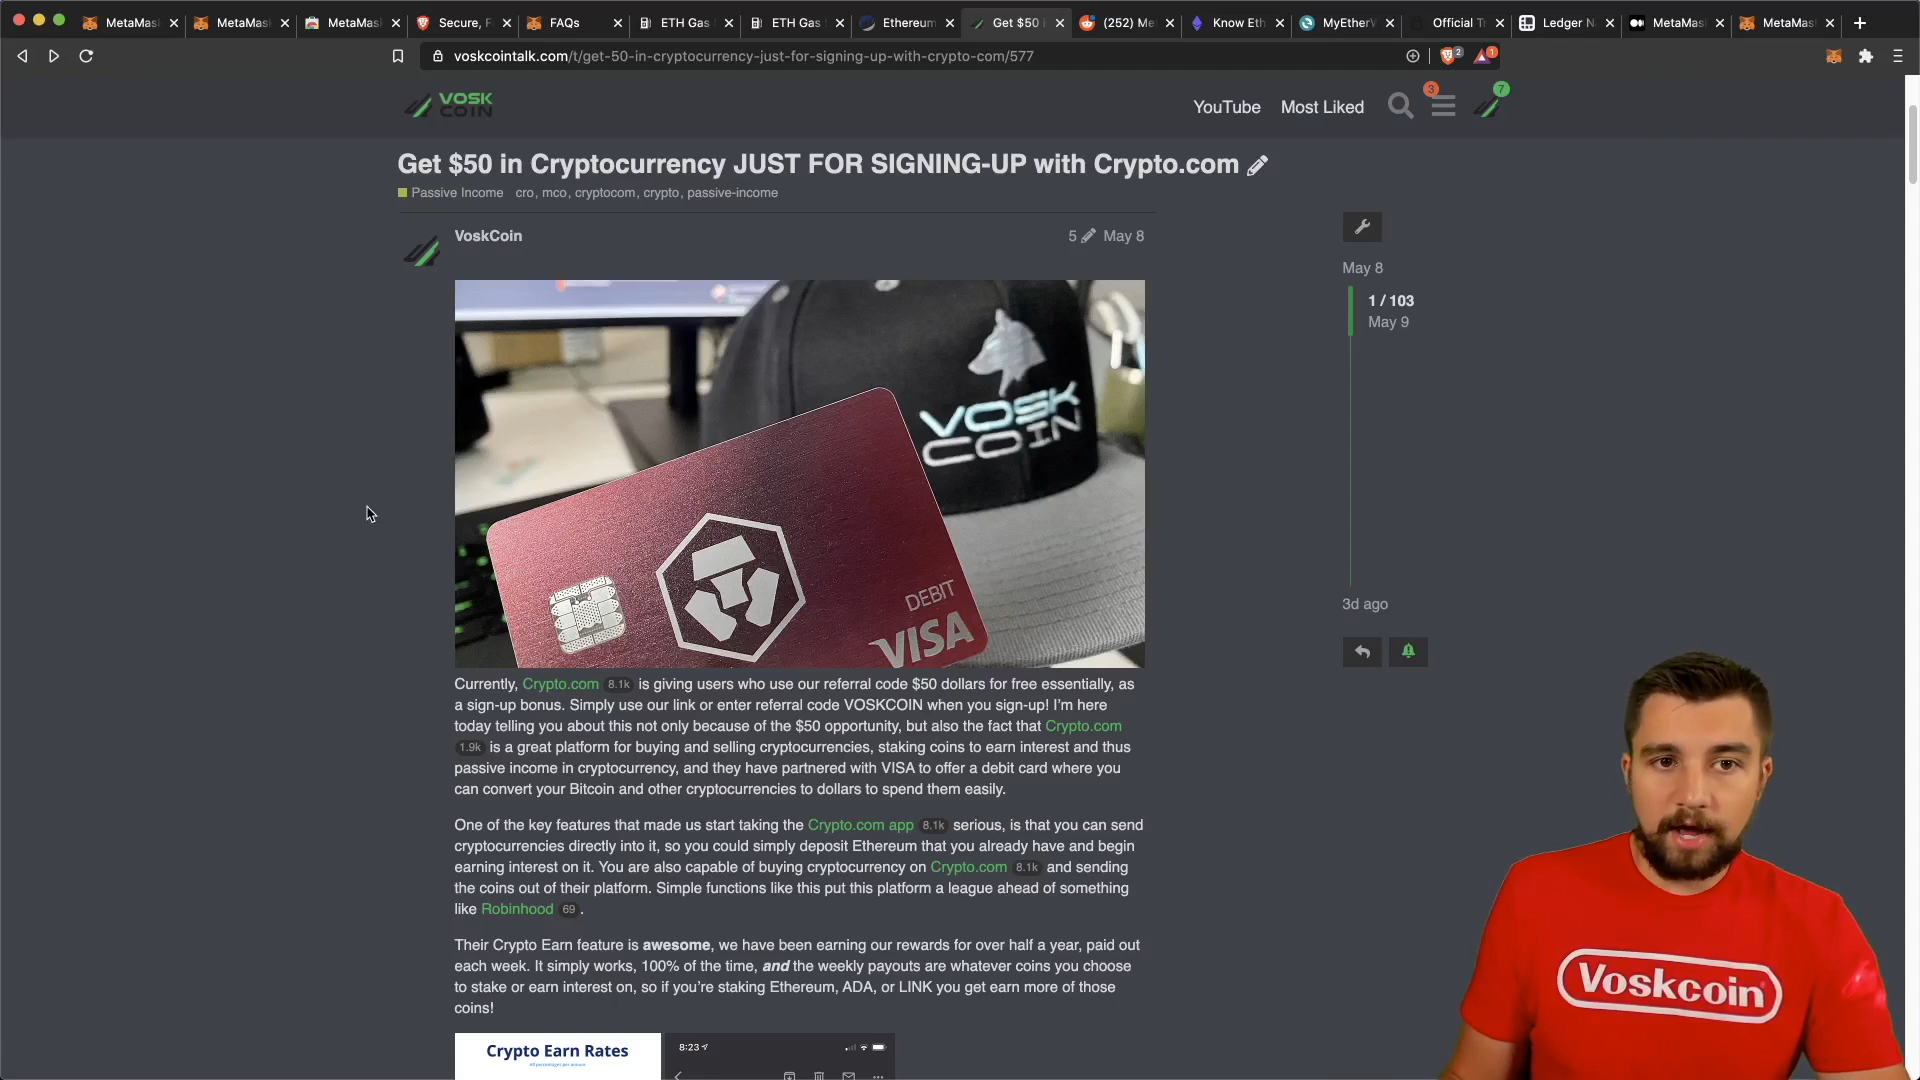 MetaMas
MetaMas
MetaMas
Secure, F
FAQs
ETH Gas
ETH Gas
Ethereum
Get $50 i
(252) Me
Know Eth
MyEtherW
Official Tr
Ledger N
MetaMas
MetaMas
voskcointalk.com/t/get-50-in-cryptocurrency-just-for-signing-up-with-crypto-com/577
2
1
VOSK
COIN
YouTube
Most Liked
3
7
Get $50 in Cryptocurrency JUST FOR SIGNING-UP with Crypto.com
Passive Income cro, mco, cryptocom, crypto, passive-income
VoskCoin
5 May 8
VOSK
COIN
DEBIT
VISA
May 8
1 / 103
May 9
3d ago
Currently, Crypto.com 8.1k is giving users who use our referral code $50 dollars for free essentially, as
a sign-up bonus. Simply use our link or enter referral code VOSKCOIN when you sign-up! I'm here
today telling you about this not only because of the $50 opportunity, but also the fact that Crypto.com
1.9k is a great platform for buying and selling cryptocurrencies, staking coins to earn interest and thus
passive income in cryptocurrency, and they have partnered with VISA to offer a debit card where you
can convert your Bitcoin and other cryptocurrencies to dollars to spend them easily.
One of the key features that made us start taking the Crypto.com app 8.1k serious, is that you can send
cryptocurrencies directly into it, so you could simply deposit Ethereum that you already have and begin
earning interest on it. You are also capable of buying cryptocurrency on Crypto.com 8.1k and sending
the coins out of their platform. Simple functions like this put this platform a league ahead of something
like Robinhood 69 .
Their Crypto Earn feature is awesome, we have been earning our rewards for over half a year, paid out
each week. It simply works, 100% of the time, and the weekly payouts are whatever coins you choose
to stake or earn interest on, so if you're staking Ethereum, ADA, or LINK you get earn more of those
coins!
Crypto Earn Rates
8:23
Voskcoin